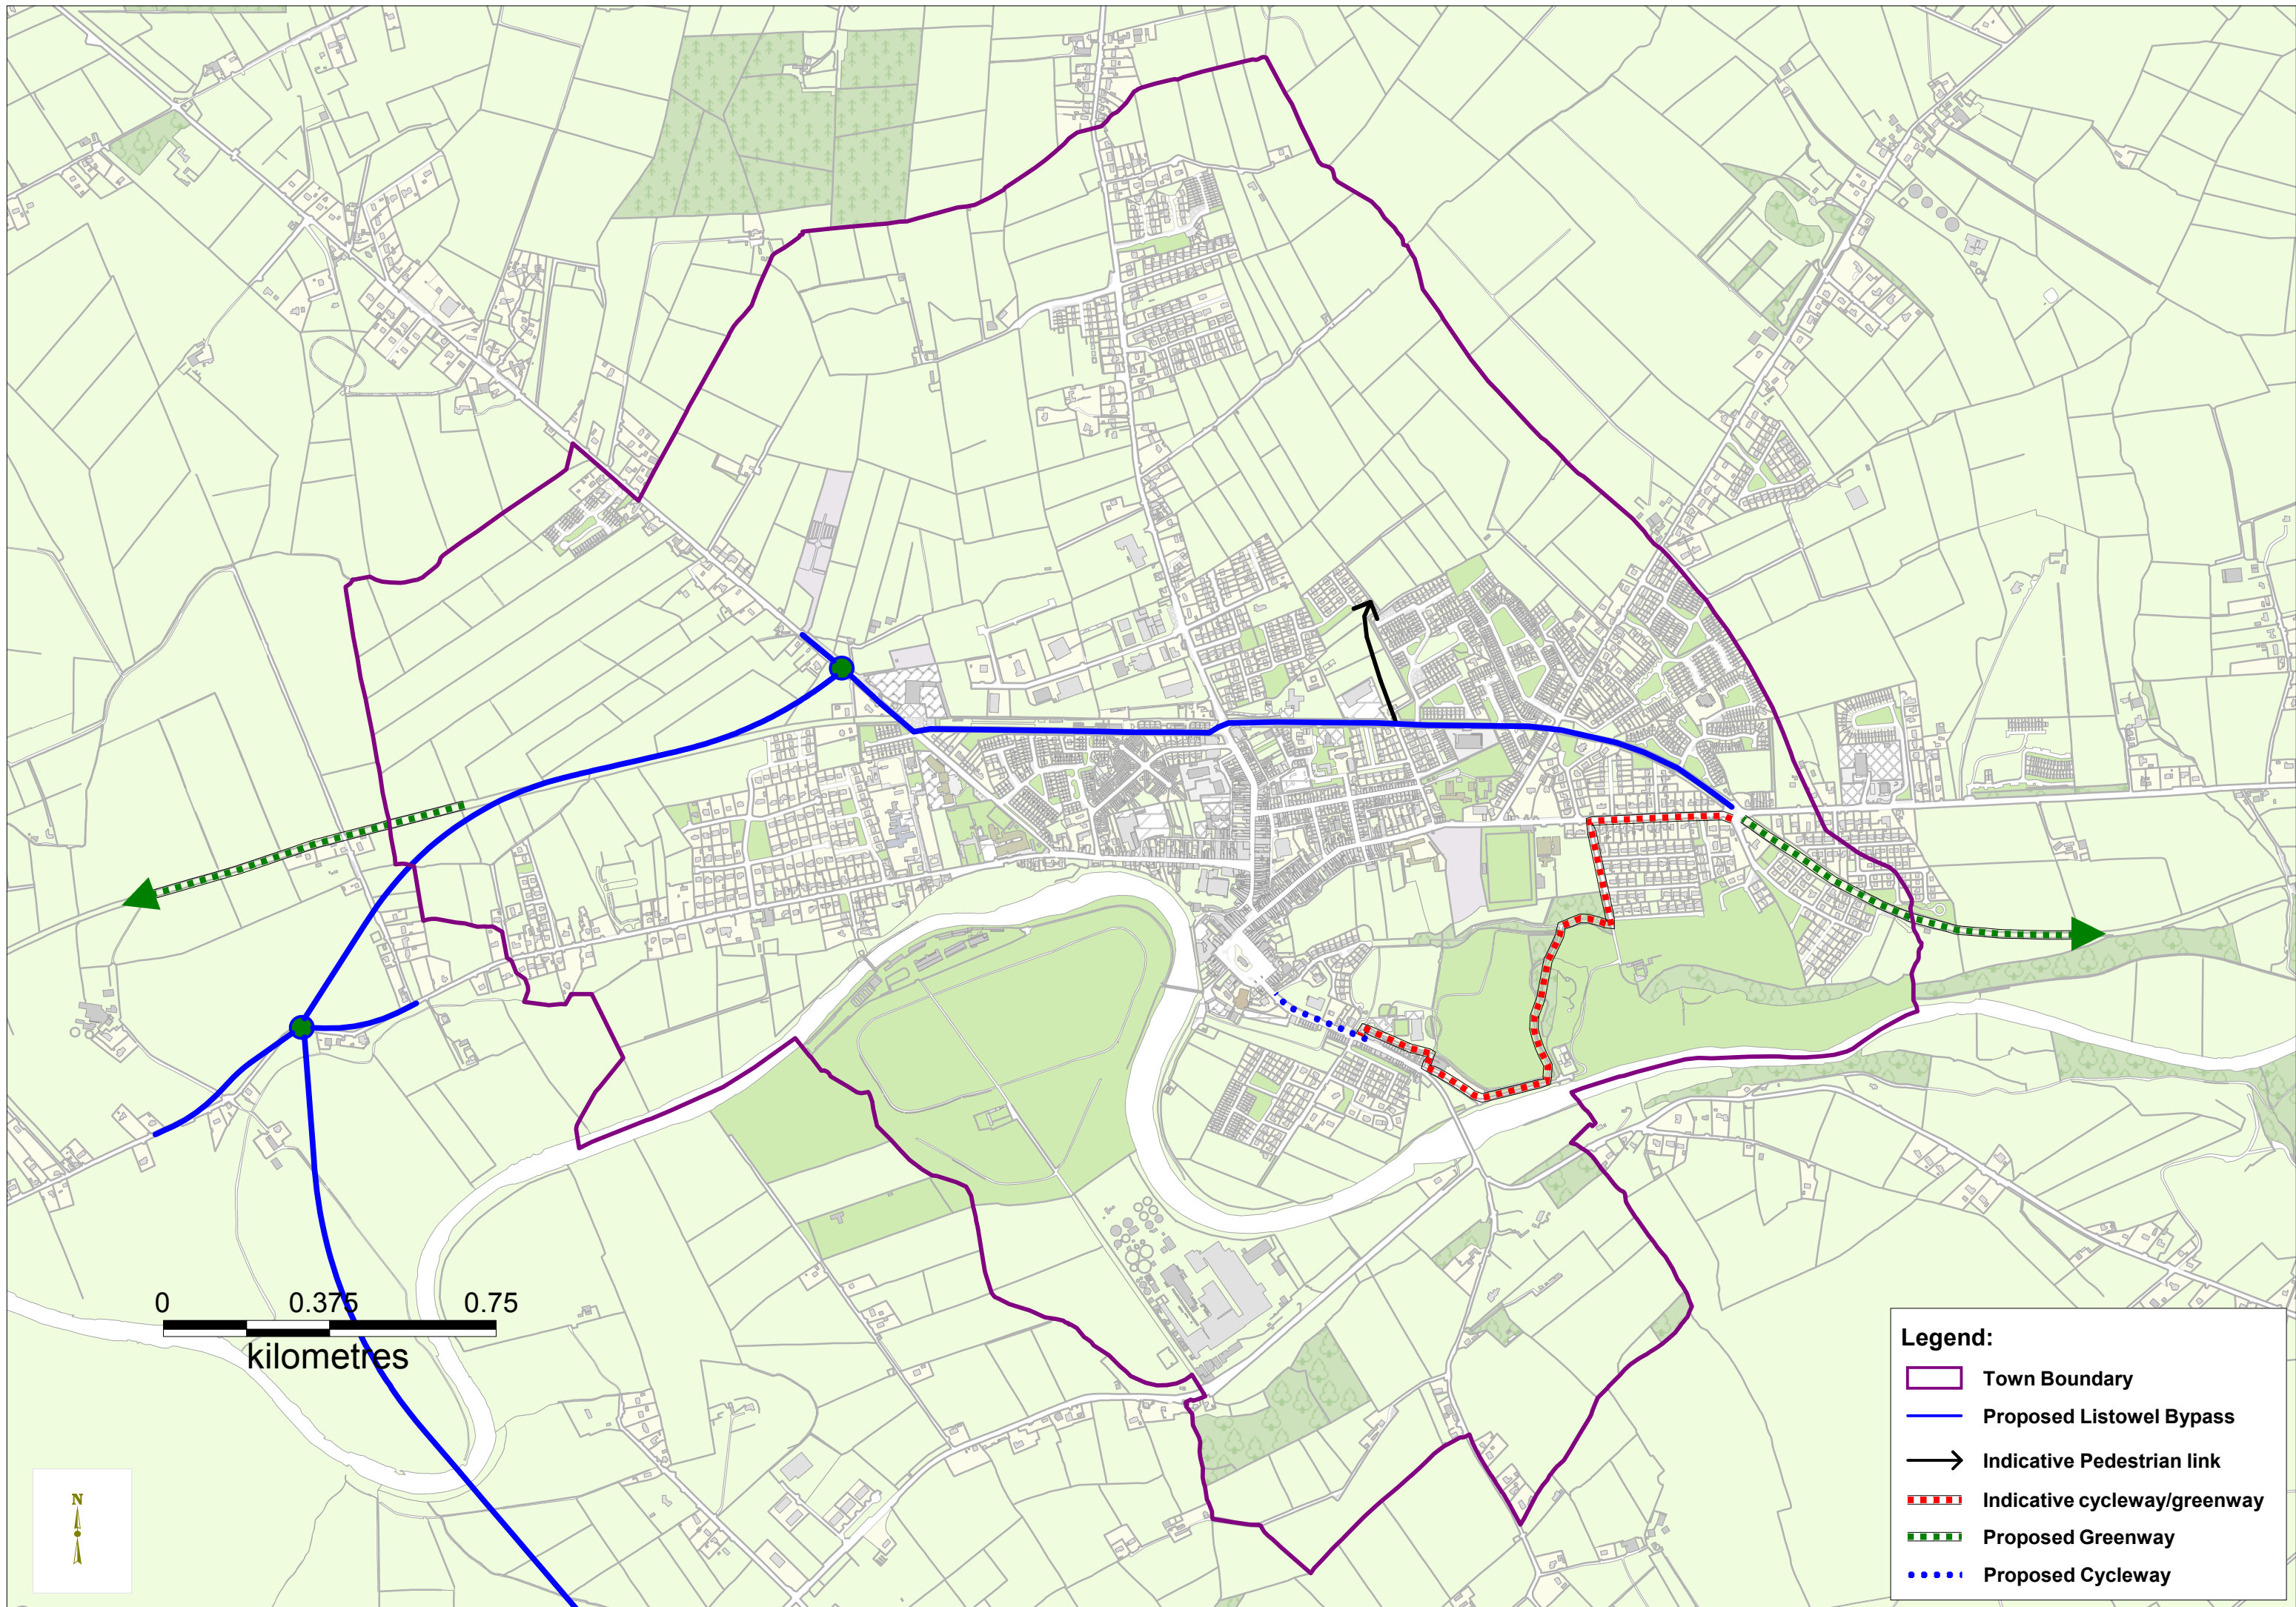 0 0.375 0.75
kilometres
N
Legend:
Town Boundary
Proposed Listowel Bypass
Indicative Pedestrian link
Indicative cycleway/greenway
Proposed Greenway
Proposed Cycleway